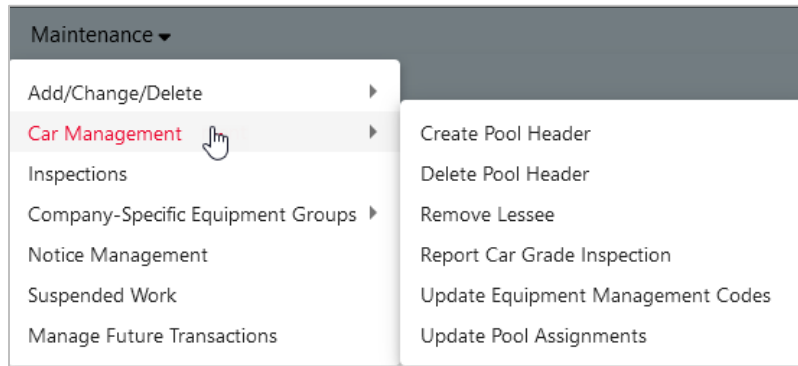 Maintenance
Add/Change/Delete
Car Management
Inspections
Company-Specific Equipment Groups
Notice Management
Suspended Work
Manage Future Transactions
Create Pool Header
Delete Pool Header
Remove Lessee
Report Car Grade Inspection
Update Equipment Management Codes
Update Pool Assignments